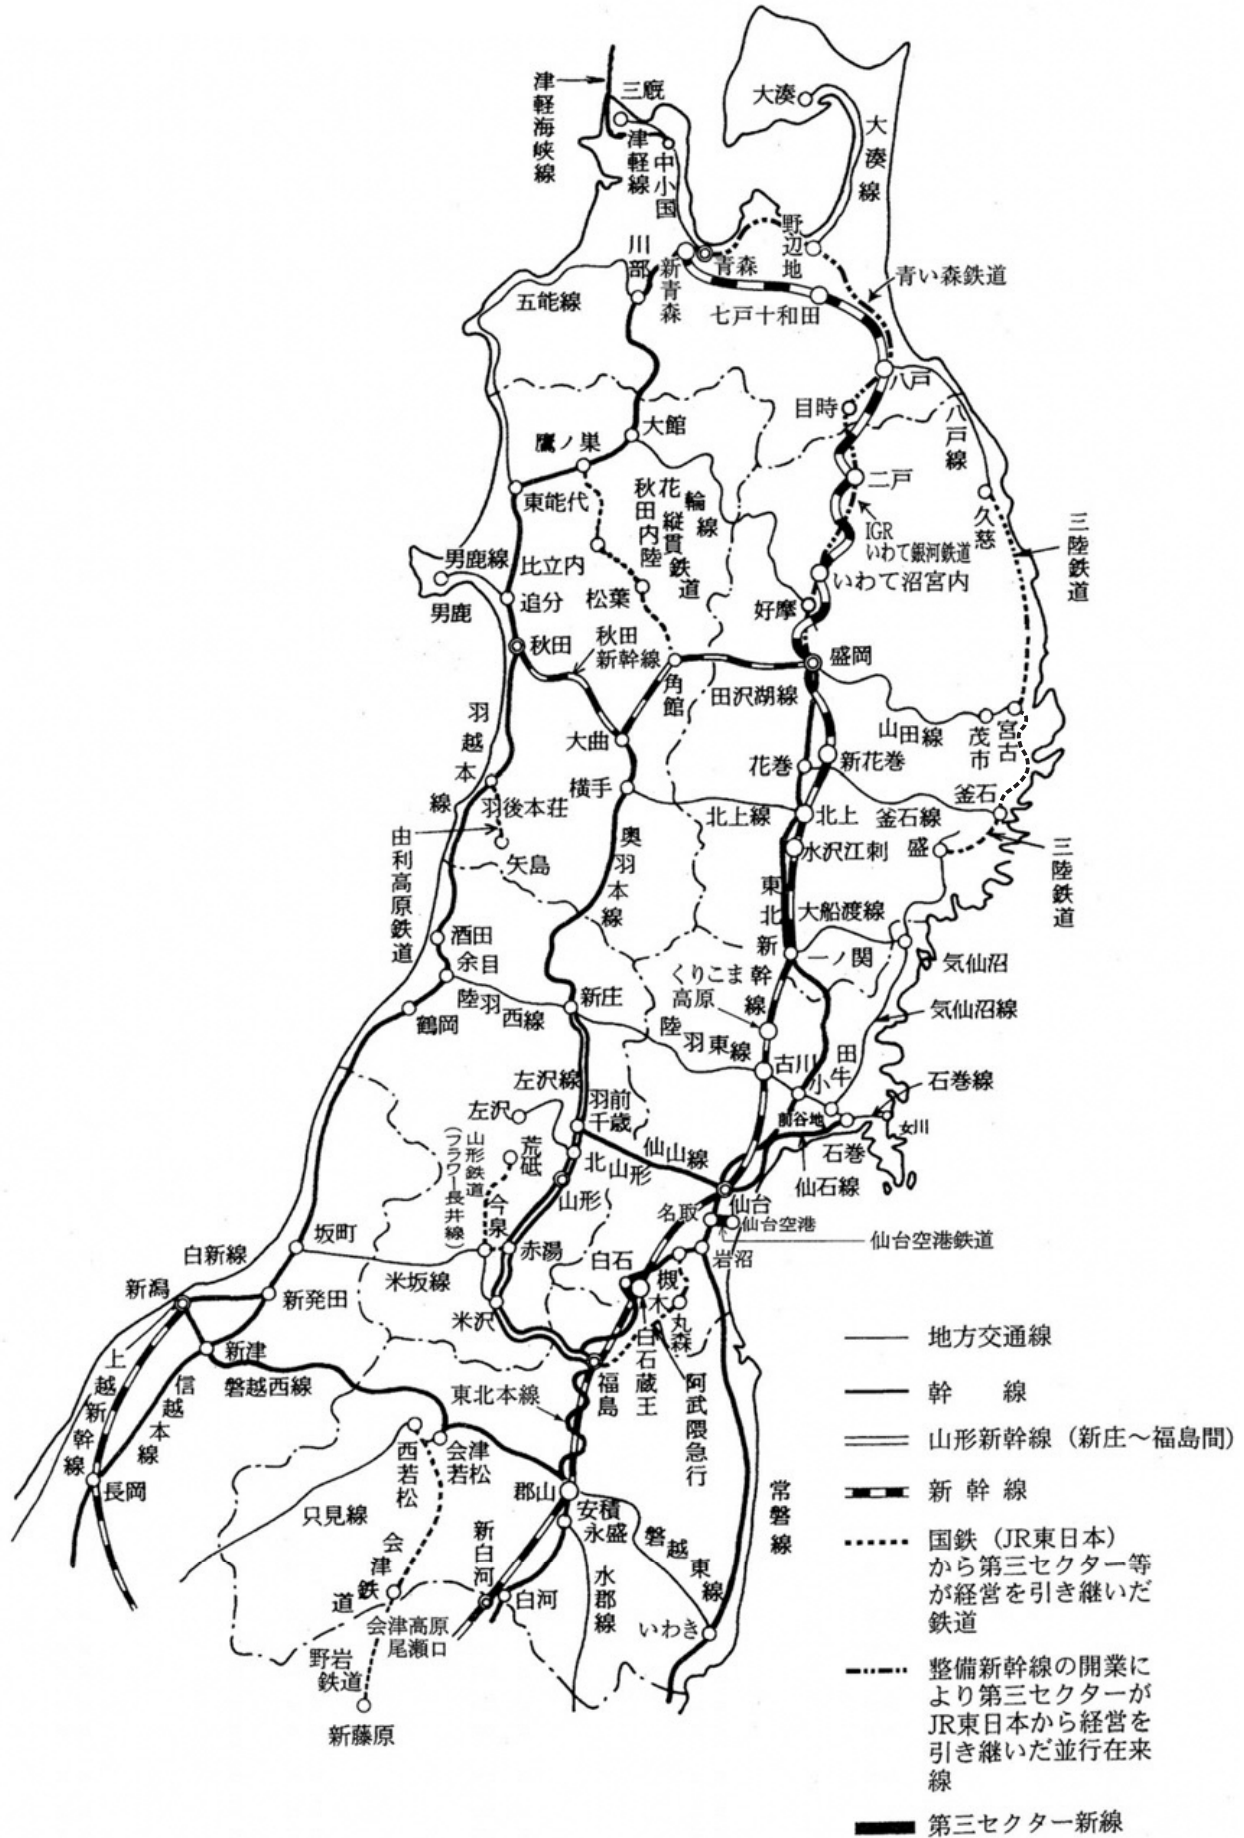 津軽海峡線
三厩
津軽線
中小国
大湊
大湊線
川部
新青森
青森
野辺地
青い森鉄道
五能線
七戸十和田
八戸
目時
八戸線
大館
鷹ノ巣
東能代
二戸
久慈
花輪線
秋田内陸縦貫鉄道
IGR
いわて銀河鉄道
三陸鉄道
男鹿線
男鹿
比立内
追分
松葉
いわて沼宮内
好摩
秋田
秋田
新幹線
角館
盛岡
田沢湖線
山田線
茂市
宮古
羽越本線
大曲
花巻
新花巻
横手
羽後本荘
北上線
北上
釜石線
釜石
由利高原鉄道
矢島
奥羽本線
水沢江刺
盛
三陸鉄道
東北新幹線
大船渡線
酒田
一ノ関
気仙沼
余目
くりこま
高原
陸羽西線
新庄
鶴岡
気仙沼線
陸羽東線
古川
小牛田
左沢線
左沢
羽前
千歳
石巻線
前谷地
女川
山形鉄道
(フラワー長井線)
荒砥
北山形
仙山線
石巻
山形
仙台
仙石線
今泉
名取
仙台空港
仙台空港鉄道
坂町
赤湯
白石
岩沼
白新線
米坂線
槻木
新潟
新発田
米沢
丸森
新津
白石蔵王
上越新幹線
信越本線
磐越西線
東北本線
福島
阿武隈急行
西若松
会津
若松
長岡
郡山
安積
永盛
常磐線
只見線
新白河
磐越東線
会津鉄道
白河
水郡線
会津高原
尾瀬口
いわき
野岩
鉄道
新藤原
地方交通線
幹　　線
山形新幹線（新庄～福島間）
新 幹 線
国鉄（JR東日本）
から第三セクター等
が経営を引き継いだ
鉄道
整備新幹線の開業に
より第三セクターが
JR東日本から経営を
引き継いだ並行在来
線
第三セクター新線